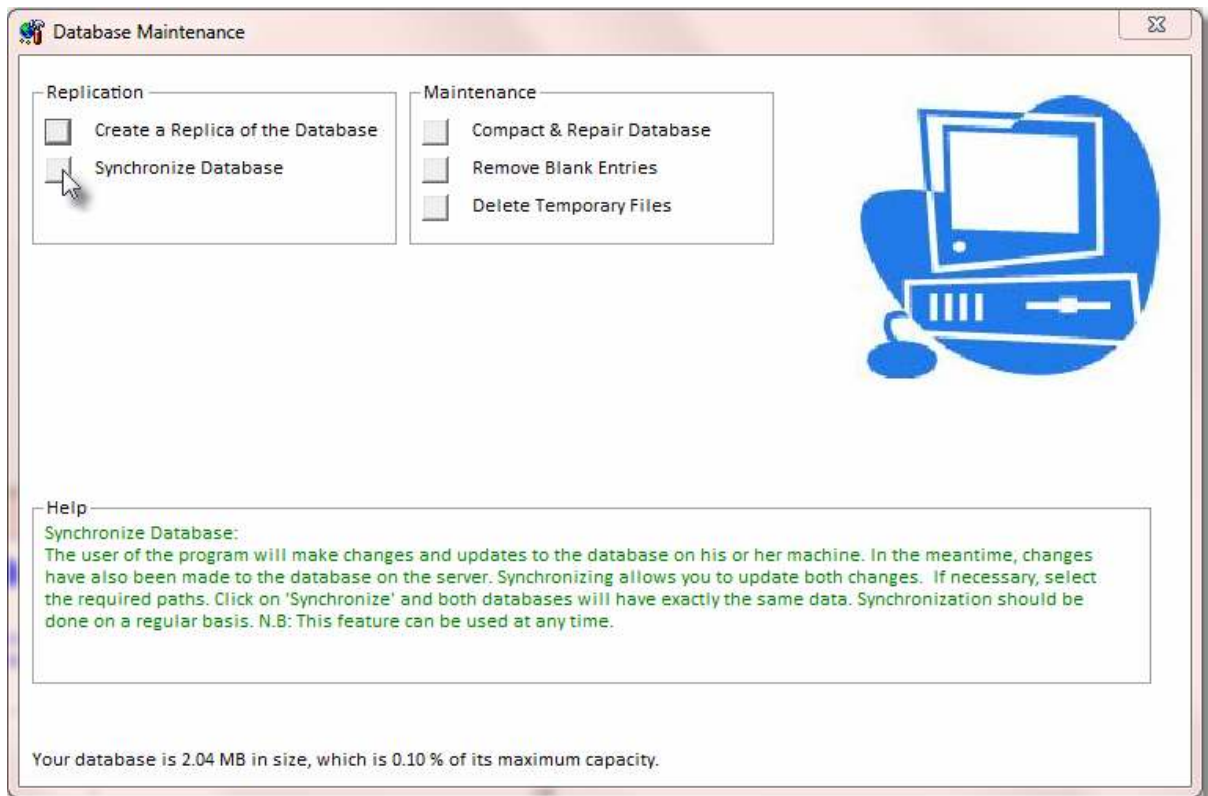 Database Maintenance
Replication
Create a Replica of the Database
Synchronize Database
Maintenance
Compact & Repair Database
Remove Blank Entries
Delete Temporary Files
Help
Synchronize Database:
The user of the program will make changes and updates to the database on his or her machine. In the meantime, changes
have also been made to the database on the server. Synchronizing allows you to update both changes.  If necessary, select
the required paths. Click on 'Synchronize' and both databases will have exactly the same data. Synchronization should be
done on a regular basis. N.B: This feature can be used at any time.
Your database is 2.04 MB in size, which is 0.10 % of its maximum capacity.